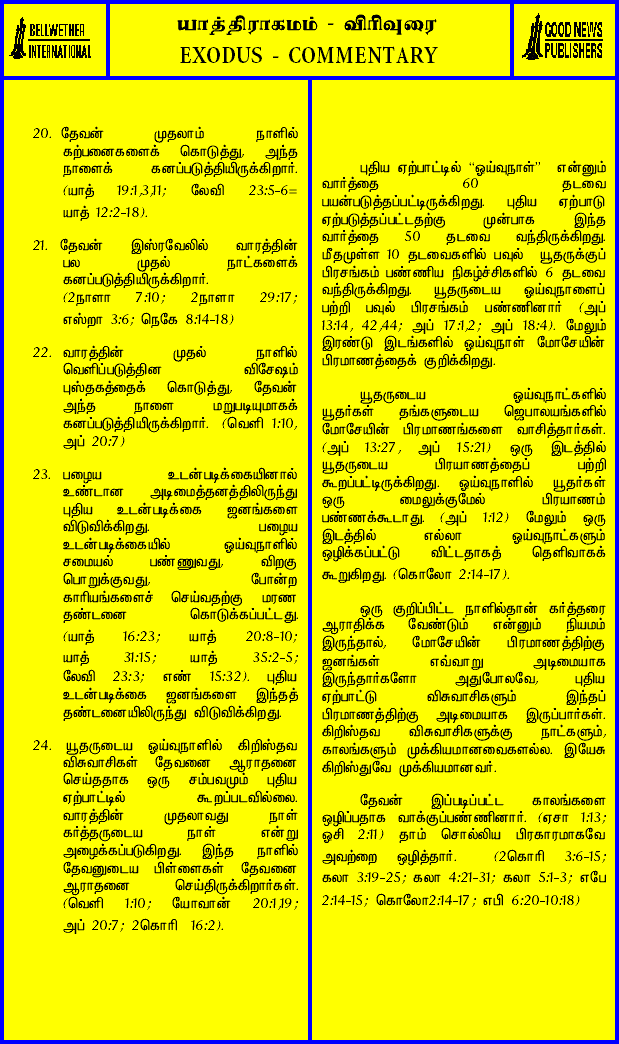 BELLWETHER
INTERNATIONAL
யாத்திராகமம் - விரிவுரை
EXODUS - COMMENTARY
GOOD NEWS
PUBLISHERS
20. தேவன் முதலாம் நாளில்
கற்பனைகளைக் கொடுத்து, அந்த
நாளைக் கனப்படுத்தியிருக்கிறார்.
(யாத் 19:1,3,11; லேவி 23:5-6=
யாத் 12:2-18).
21. தேவன் இஸ்ரவேலில் வாரத்தின்
பல முதல் நாட்களைக்
கனப்படுத்தியிருக்கிறார்.
(2நாளா 7:10; 2நாளா 29:17;
எஸ்றா 3:6; நெகே 8:14-18)
22. வாரத்தின் முதல் நாளில்
வெளிப்படுத்தின விசேஷம்
புஸ்தகத்தைக் கொடுத்து, தேவன்
அந்த நாளை மறுபடியுமாகக்
கனப்படுத்தியிருக்கிறார். (வெளி 1:10,
அப் 20:7)
23. பழைய உடன்படிக்கையினால்
உண்டான அடிமைத்தனத்திலிருந்து
புதிய உடன்படிக்கை ஜனங்களை
விடுவிக்கிறது. பழைய
உடன்படிக்கையில் ஓய்வுநாளில்
சமையல் பண்ணுவது, விறகு
பொறுக்குவது, போன்ற
காரியங்களைச் செய்வதற்கு மரண
தண்டனை கொடுக்கப்பட்டது.
(யாத் 16:23; யாத் 20:8-10;
யாத் 31:15; யாத் 35:2-5;
லேவி 23:3; எண் 15:32). புதிய
உடன்படிக்கை ஜனங்களை இந்தத்
தண்டனையிலிருந்து விடுவிக்கிறது.
24. யூதருடைய ஓய்வுநாளில் கிறிஸ்தவ
விசுவாசிகள் தேவனை ஆராதனை
செய்ததாக ஒரு சம்பவமும் புதிய
ஏற்பாட்டில் கூறப்படவில்லை.
வாரத்தின் முதலாவது நாள்
கர்த்தருடைய நாள் என்று
அழைக்கப்படுகிறது. இந்த நாளில்
தேவனுடைய பிள்ளைகள் தேவனை
ஆராதனை செய்திருக்கிறார்கள்.
(வெளி 1:10; யோவான் 20:1,19;
அப் 20:7; 2கொரி 16:2).
புதிய ஏற்பாட்டில் “ஓய்வுநாள்” என்னும்
வார்த்தை 60 தடவை
பயன்படுத்தப்பட்டிருக்கிறது. புதிய ஏற்பாடு
ஏற்படுத்தப்பட்டதற்கு முன்பாக இந்த
வார்த்தை 50 தடவை வந்திருக்கிறது.
மீதமுள்ள 10 தடவைகளில் பவுல் யூதருக்குப்
பிரசங்கம் பண்ணிய நிகழ்ச்சிகளில் 6 தடவை
வந்திருக்கிறது. யூதருடைய ஓய்வுநாளைப்
பற்றி பவுல் பிரசங்கம் பண்ணினார் (அப்
13:14, 42,44; அப் 17:1,2; அப் 18:4). மேலும்
இரண்டு இடங்களில் ஓய்வுநாள் மோசேயின்
பிரமாணத்தைக் குறிக்கிறது.
யூதருடைய ஓய்வுநாட்களில்
யூதர்கள் தங்களுடைய ஜெபாலயங்களில்
மோசேயின் பிரமாணங்களை வாசித்தார்கள்.
(அப் 13:27, அப் 15:21) ஒரு இடத்தில்
யூதருடைய பிரயாணத்தைப் பற்றி
கூறப்பட்டிருக்கிறது. ஓய்வுநாளில் யூதர்கள்
ஒரு மைலுக்குமேல் பிரயாணம்
பண்ணக்கூடாது. (அப் 1:12) மேலும் ஒரு
இடத்தில் எல்லா ஓய்வுநாட்களும்
ஒழிக்கப்பட்டு விட்டதாகத் தெளிவாகக்
கூறுகிறது. (கொலோ 2:14-17).
ஒரு குறிப்பிட்ட நாளில்தான் கர்த்தரை
ஆராதிக்க வேண்டும் என்னும் நியமம்
இருந்தால், மோசேயின் பிரமாணத்திற்கு
ஜனங்கள் எவ்வாறு அடிமையாக
இருந்தார்களோ அதுபோலவே, புதிய
ஏற்பாட்டு விசுவாசிகளும் இந்தப்
பிரமாணத்திற்கு அடிமையாக இருப்பார்கள்.
கிறிஸ்தவ விசுவாசிகளுக்கு நாட்களும்,
காலங்களும் முக்கியமானவைகளல்ல. இயேசு
கிறிஸ்துவே முக்கியமானவர்.
தேவன் இப்படிப்பட்ட காலங்களை
ஒழிப்பதாக வாக்குப்பண்ணினார். (ஏசா 1:13;
ஓசி 2:11) தாம் சொல்லிய பிரகாரமாகவே
அவற்றை ஒழித்தார். (2கொரி 3:6-15;
கலா 3:19-25; கலா 4:21-31; கலா 5:1-3; எபே
2:14-15; கொலோ2:14-17; எபி 6:20-10:18)